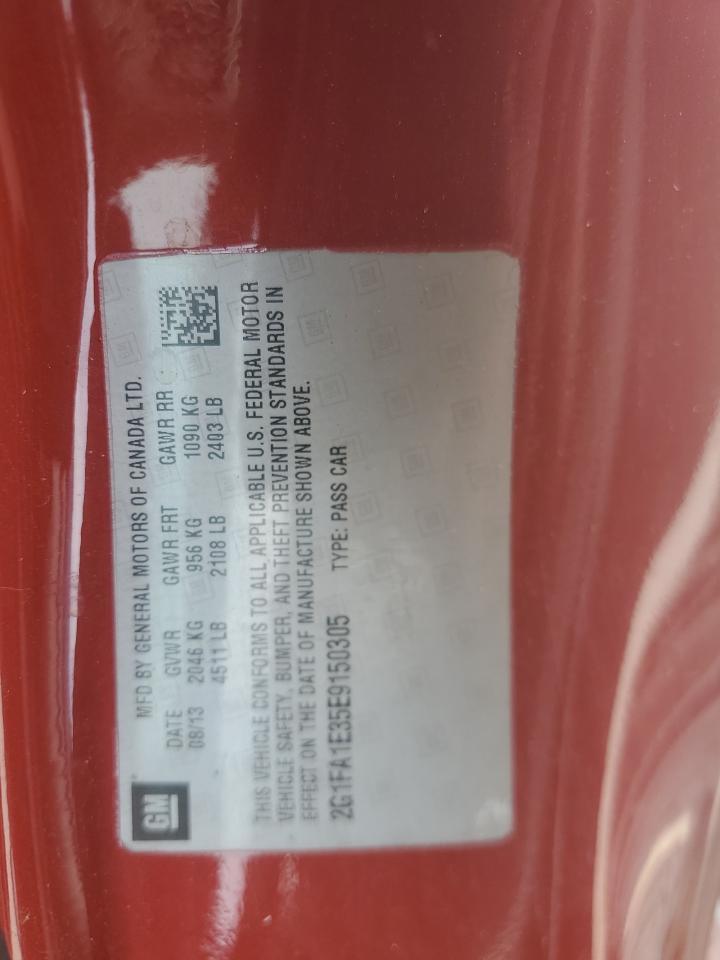 GM
MFD BY GENERAL MOTORS OF CANADA LTD.
DATE GVWR GAWR FRT GAWR RR
08/13 2046 KG 956 KG 1090 KG
4511 LB 2108 LB 2403 LB
THIS VEHICLE CONFORMS TO ALL APPLICABLE U.S. FEDERAL MOTOR
VEHICLE SAFETY, BUMPER, AND THEFT PREVENTION STANDARDS IN
EFFECT ON THE DATE OF MANUFACTURE SHOWN ABOVE.
2G1FA1E35E9150305 TYPE: PASS CAR